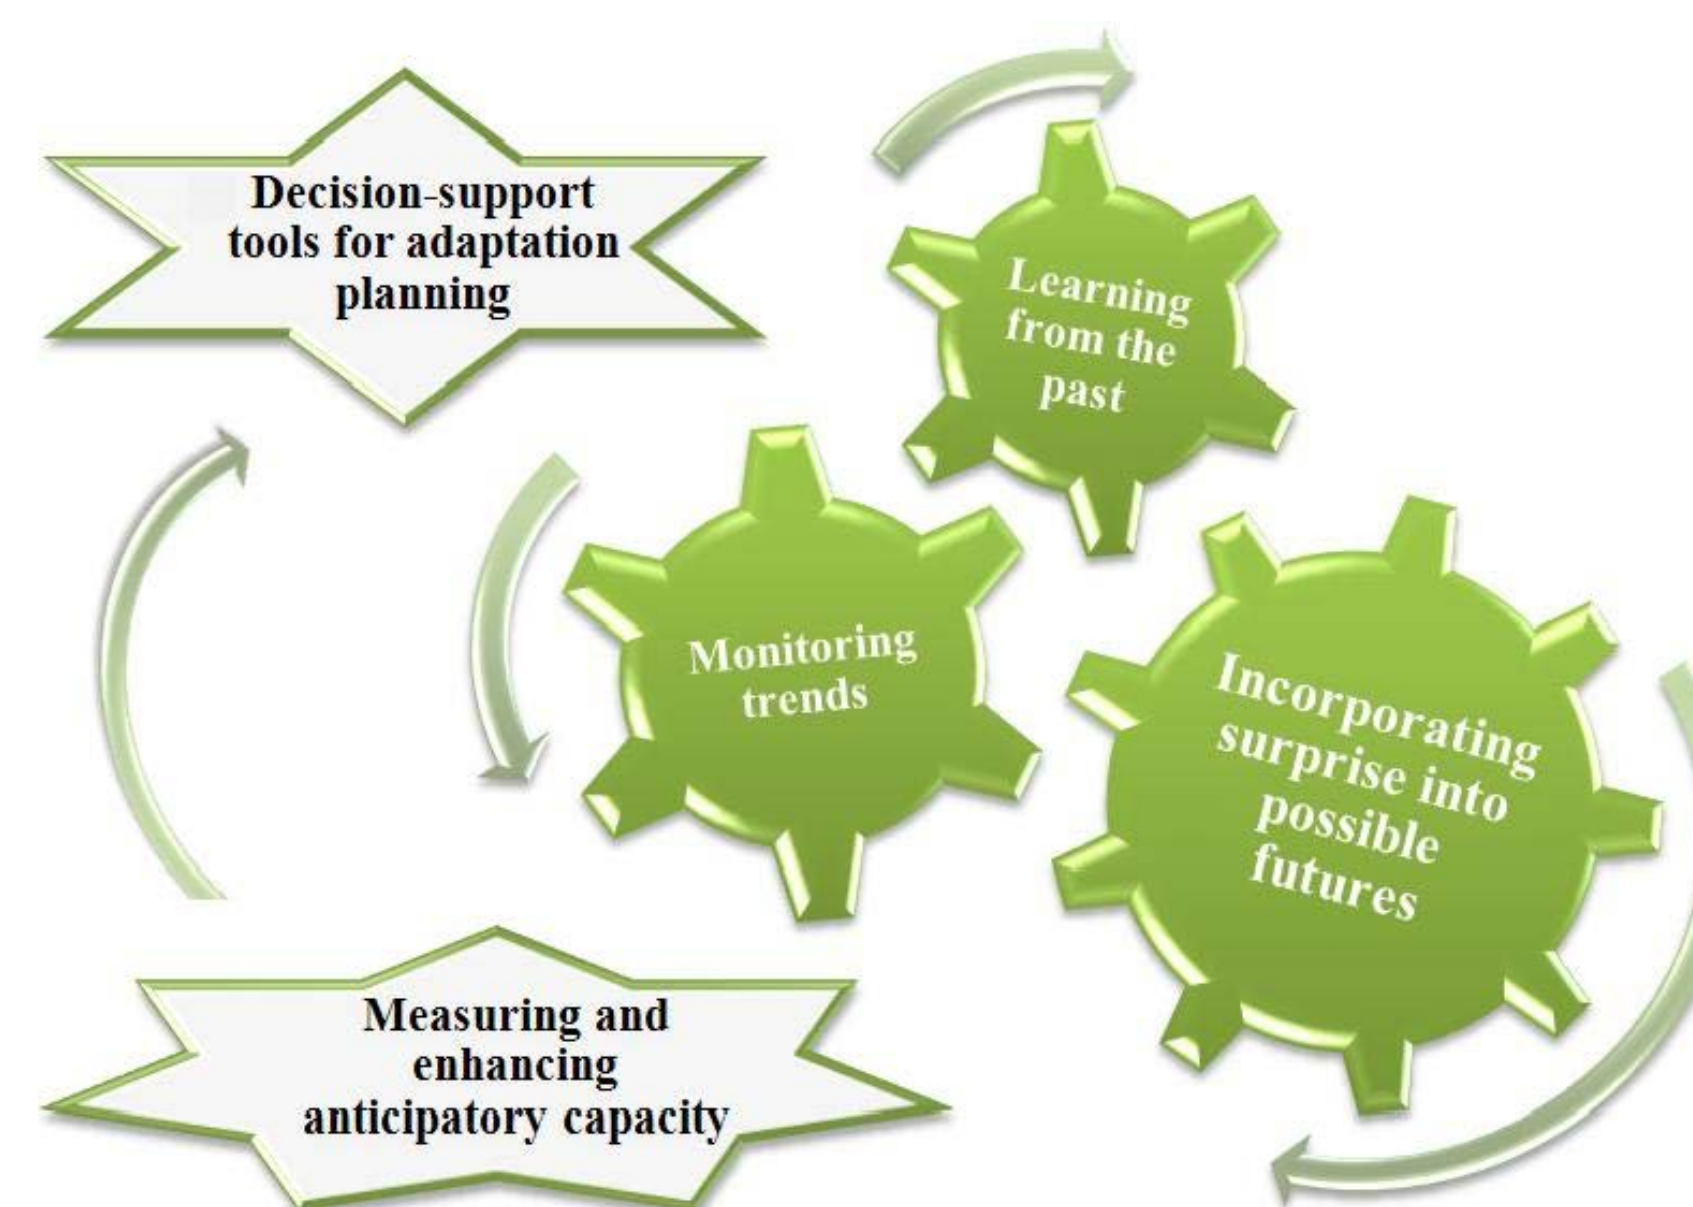 Decision-support
tools for adaptation
planning
Learning
from the
past
Monitoring
trends
Incorporating
surprise into
possible
futures
Measuring and
enhancing
anticipatory capacity